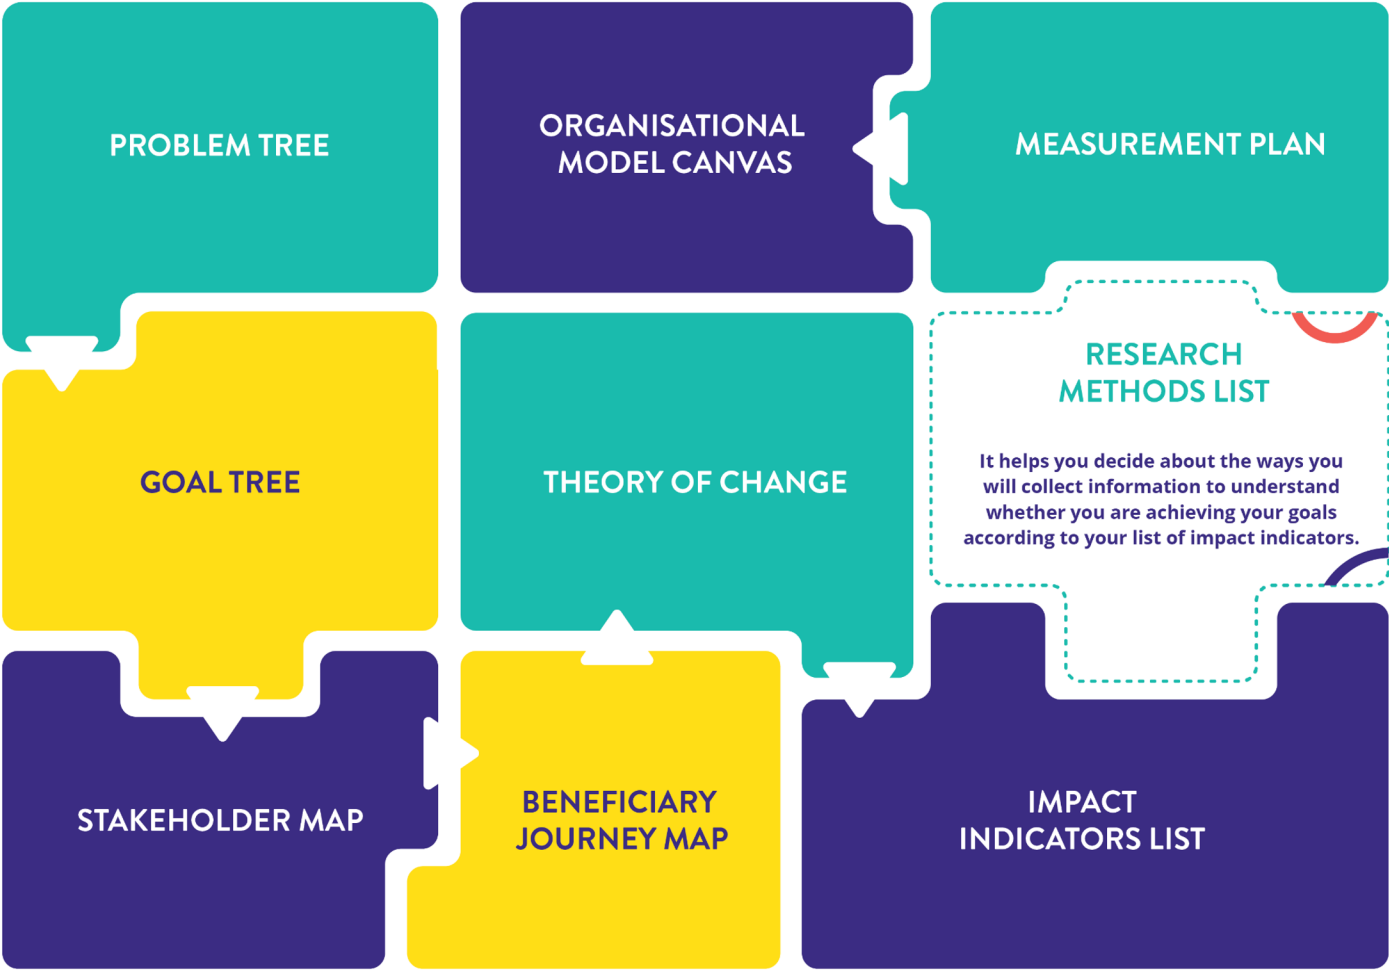 PROBLEM TREE
ORGANISATIONAL
MODEL CANVAS
MEASUREMENT PLAN
GOAL TREE
THEORY OF CHANGE
RESEARCH
METHODS LIST
It helps you decide about the ways you
will collect information to understand
whether you are achieving your goals
according to your list of impact indicators.
STAKEHOLDER MAP
BENEFICIARY
JOURNEY MAP
IMPACT
INDICATORS LIST